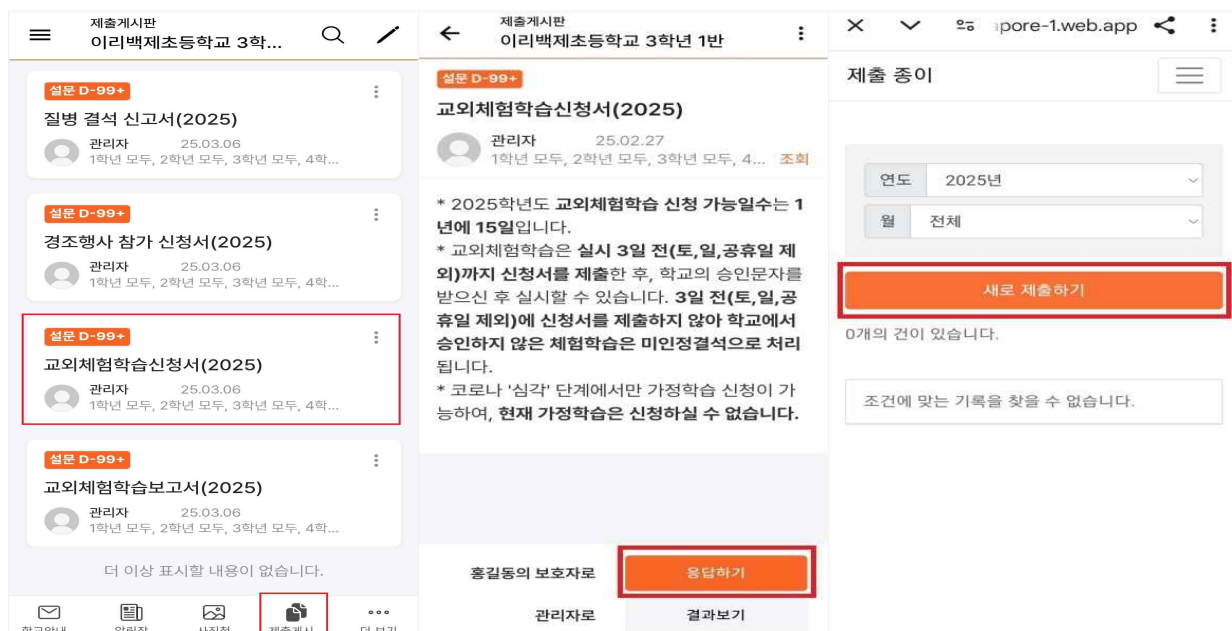 제출게시판
이리백제초등학교 3학...
설문 D-99+
질병 결석 신고서(2025)
관리자 25.03.06
1학년 모두, 2학년 모두, 3학년 모두, 4학...
설문 D-99+
경조행사 참가 신청서(2025)
관리자 25.03.06
1학년 모두, 2학년 모두, 3학년 모두, 4학...
설문 D-99+
교외체험학습신청서(2025)
관리자 25.03.06
1학년 모두, 2학년 모두, 3학년 모두, 4학...
설문 D-99+
교외체험학습보고서(2025)
관리자 25.03.06
1학년 모두, 2학년 모두, 3학년 모두, 4학...
더 이상 표시할 내용이 없습니다.
제출게시
더 보기
제출게시판
이리백제초등학교 3학년 1반
설문 D-99+
교외체험학습신청서(2025)
관리자 25.02.27
1학년 모두, 2학년 모두, 3학년 모두, 4... 조회
* 2025학년도 교외체험학습 신청 가능일수는 1
년에 15일입니다.
* 교외체험학습은 실시 3일 전(토,일,공휴일 제
외)까지 신청서를 제출한 후, 학교의 승인문자를
받으신 후 실시할 수 있습니다. 3일 전(토,일,공
휴일 제외)에 신청서를 제출하지 않아 학교에서
승인하지 않은 체험학습은 미인정결석으로 처리
됩니다.
* 코로나 '심각' 단계에서만 가정학습 신청이 가
능하여, 현재 가정학습은 신청하실 수 없습니다.
홍길동의 보호자로 응답하기
관리자로 결과보기
pore-1.web.app
제출 종이
연도 2025년
월 전체
새로 제출하기
0개의 건이 있습니다.
조건에 맞는 기록을 찾을 수 없습니다.